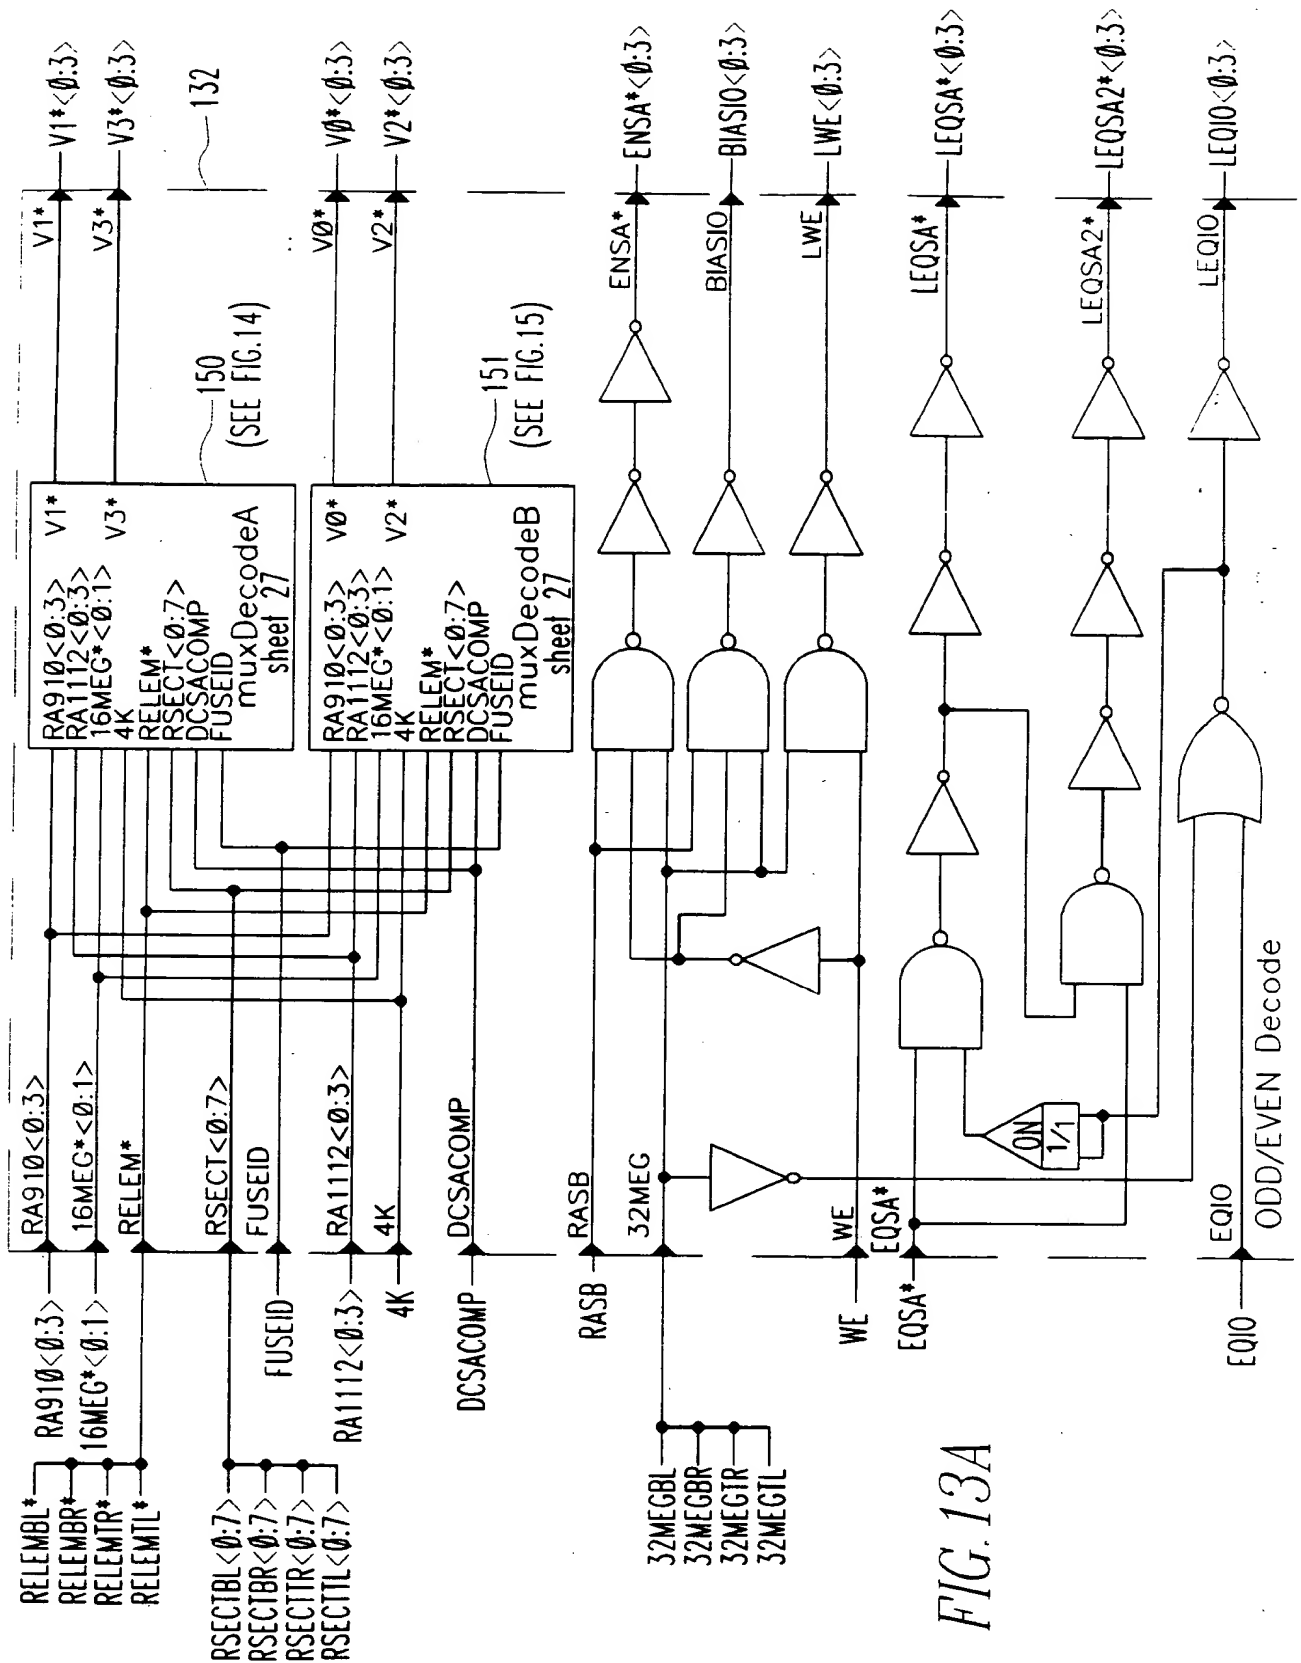 RELEMBL*
RELEMBR*
RELEMTR*
RELEMTL*
RSECTBL<0:7>
RSECTBR<0:7>
RSECTTR<0:7>
RSECTTL<0:7>
32MEGBL
32MEGBR
32MEGTR
32MEGTL
RA910<0:3>
16MEG*<0:1>
FUSEID
RA1112<0:3>
4K
DCSACOMP
RASB
WE
EQSA*
EQIO
RA910<0:3>
16MEG*<0:1>
RELEM*
RSECT<0:7>
FUSEID
RA1112<0:3>
4K
DCSACOMP
RASB
32MEG
WE
EQSA*
EQIO
ODD/EVEN Decode
ON
1/1
RA910<0:3>
RA1112<0:3>
16MEG*<0:1>
4K
RELEM*
RSECT<0:7>
DCSACOMP
FUSEID
V1*
V3*
muxDecodeA
sheet 27
RA910<0:3>
RA1112<0:3>
16MEG*<0:1>
4K
RELEM*
RSECT<0:7>
DCSACOMP
FUSEID
V0*
V2*
muxDecodeB
sheet 27
150
(SEE FIG.14)
151
(SEE FIG.15)
V1*
V3*
V0*
V2*
ENSA*
BIASIO
LWE
LEQSA*
LEQSA2*
LEQIO
V1*<0:3>
V3*<0:3>
132
V0*<0:3>
V2*<0:3>
ENSA*<0:3>
BIASIO<0:3>
LWE<0:3>
LEQSA*<0:3>
LEQSA2*<0:3>
LEQIO<0:3>
FIG. 13A